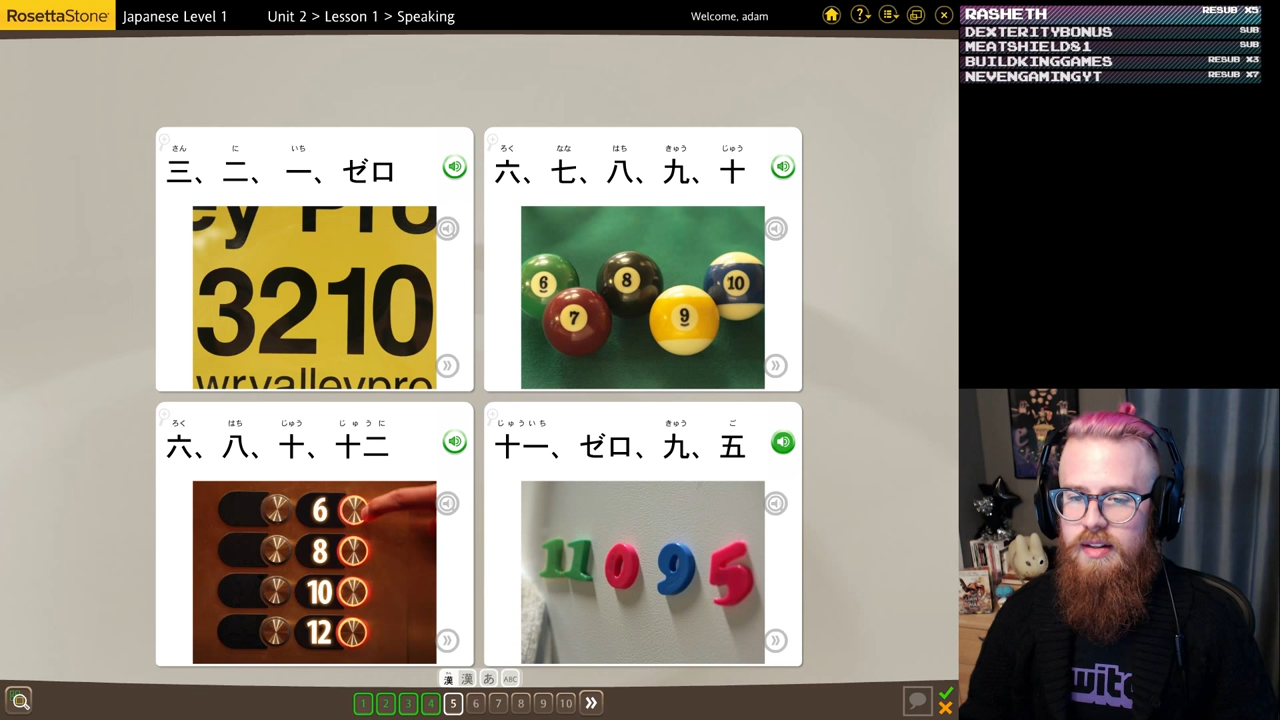 RosettaStone
Japanese Level 1
Unit 2 > Lesson 1 > Speaking
Welcome, adam
RASHETH RESUB X5
DEXTERITYBONUS SUB
MEATSHIELD81 SUB
BUILDKINGGAMES RESUB X3
NEVENGAMINGYT RESUB X7
さん に いち
三、二、一、ゼロ
ey Pro
3210
wryalleypro
ろく なな はち きゅう じゅう
六、七、八、九、十
6 7 8 9 10
ろく はち じゅう じゅうに
六、八、十、十二
6
8
10
12
じゅういち きゅう ご
十一、ゼロ、九、五
11 0 9 5
漢 漢 あ ABC
1 2 3 4 5 6 7 8 9 10